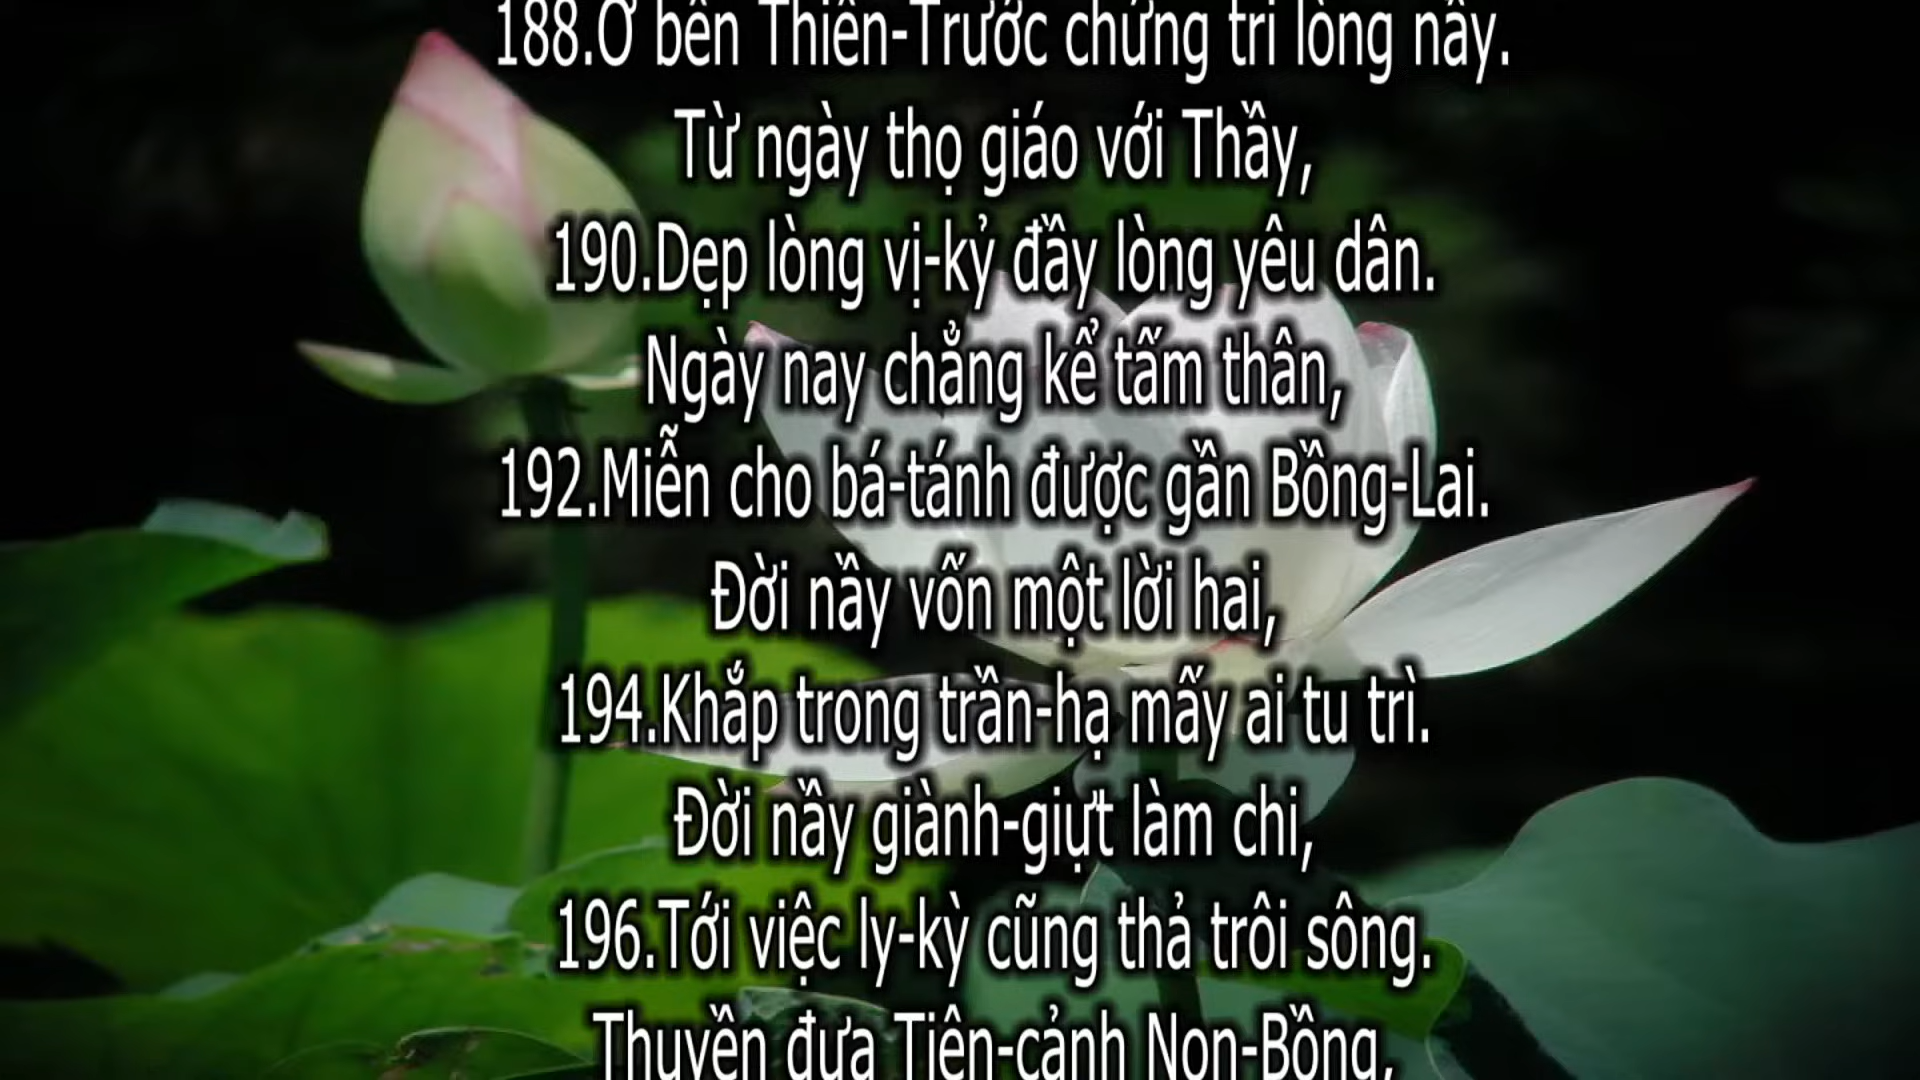 188.Ở bên Thiên-Trước chứng tri lòng nầy.
Từ ngày thọ giáo với Thầy,
190.Dẹp lòng vị-kỷ đầy lòng yêu dân.
Ngày nay chẳng kể tấm thân,
192.Miễn cho bá-tánh được gần Bồng-Lai.
Đời nầy vốn một lời hai,
194.Khắp trong trần-hạ mấy ai tu trì.
Đời nầy giành-giựt làm chi,
196.Tới việc ly-kỳ cũng thả trôi sông.
Thuyền đưa Tiên-cảnh Non-Bồng,